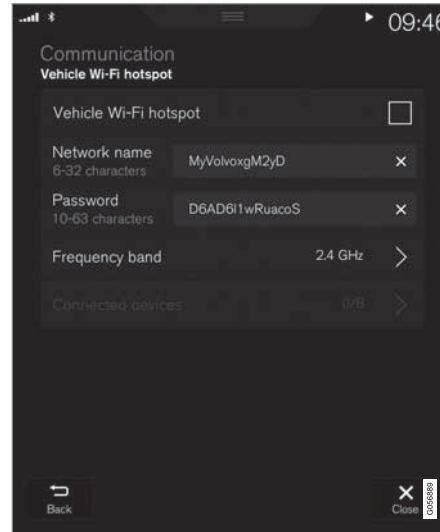 09:46
Communication
Vehicle Wi-Fi hotspot
Vehicle Wi-Fi hotspot
Network name
6-32 characters
MyVolvoxgM2yD
Password
10-63 characters
D6AD6l1wRuacoS
Frequency band
2.4 GHz
Connected devices
0/8
Back
Close
G056889